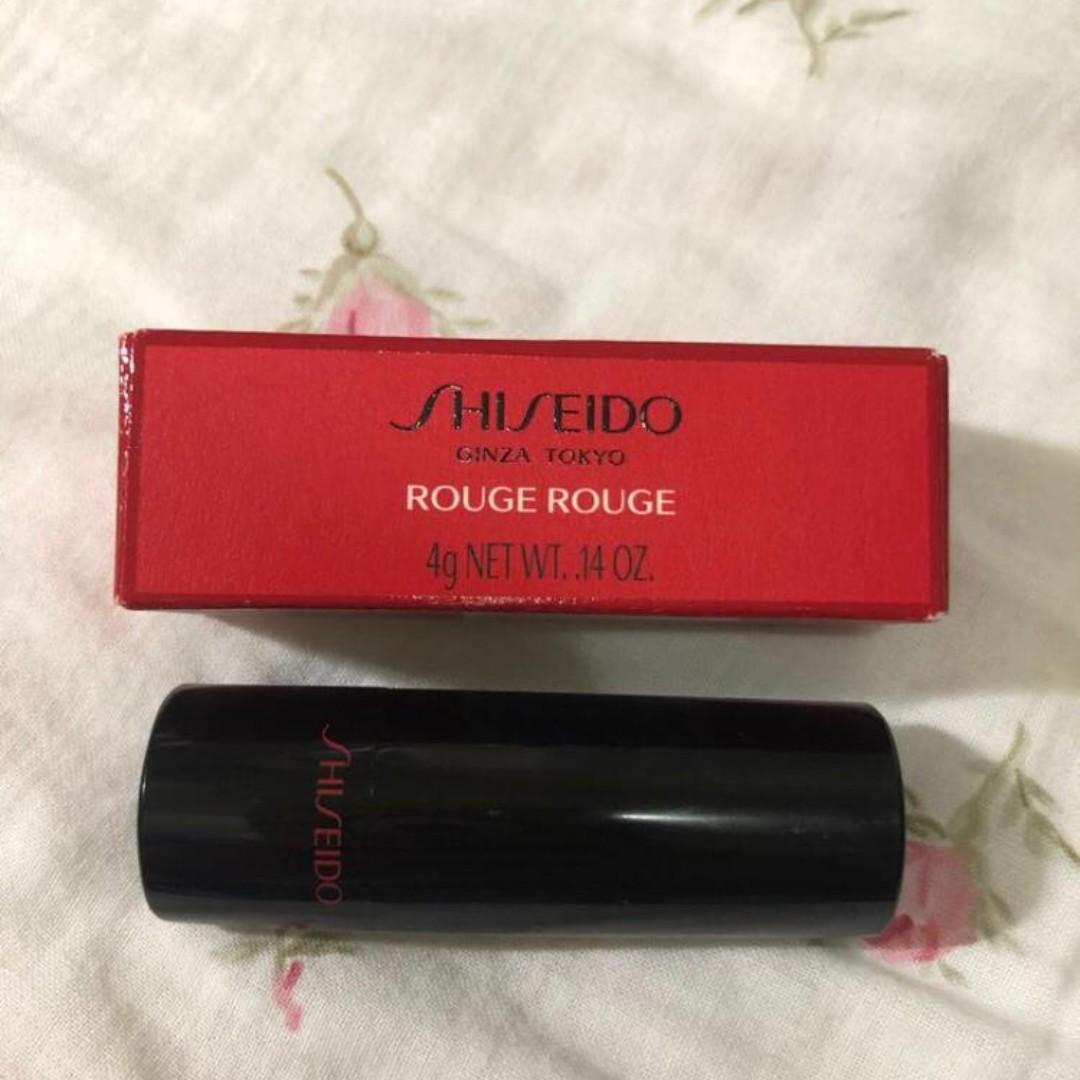 SHISEIDO
GINZA TOKYO
ROUGE ROUGE
4g NET WT. .14 OZ.
SHISEIDO